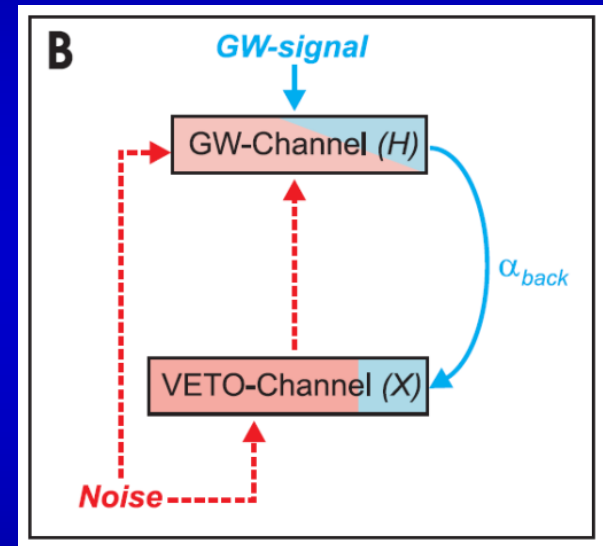 B
GW-signal
GW-Channel (H)
αback
VETO-Channel (X)
Noise